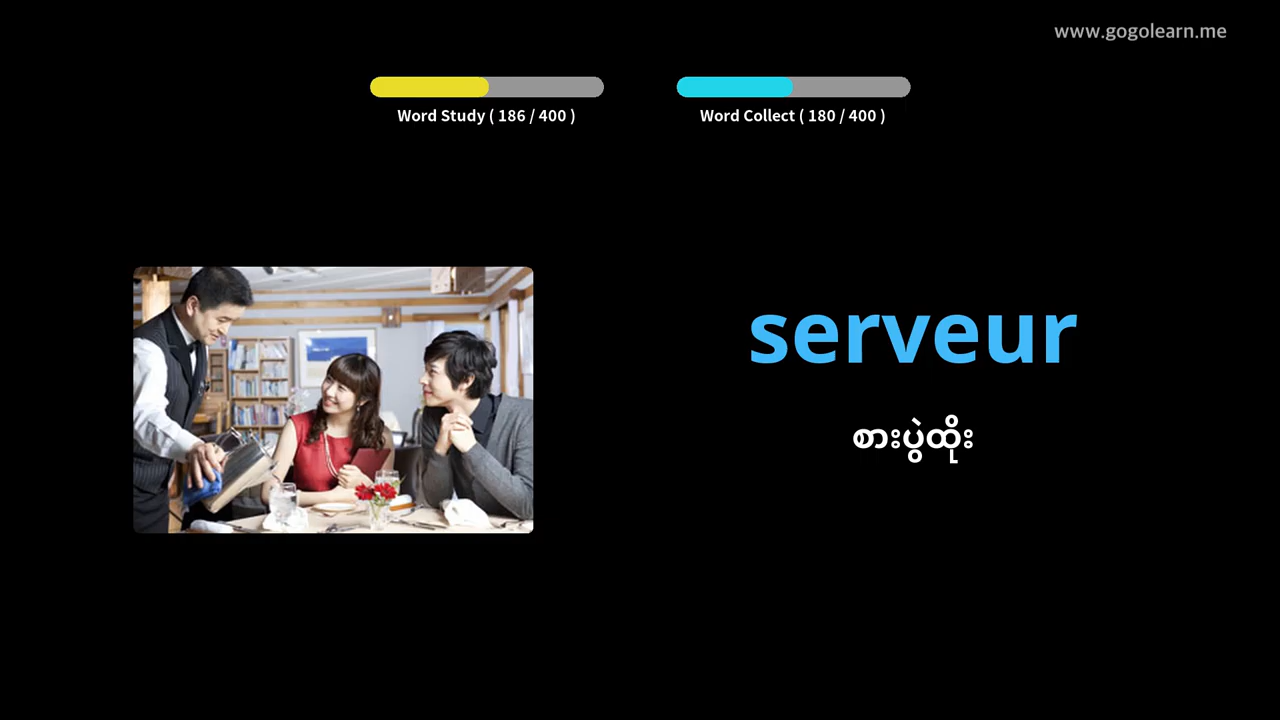 www.gogolearn.me
Word Study ( 186 / 400 )
Word Collect ( 180 / 400 )
serveur
စားပွဲထိုး